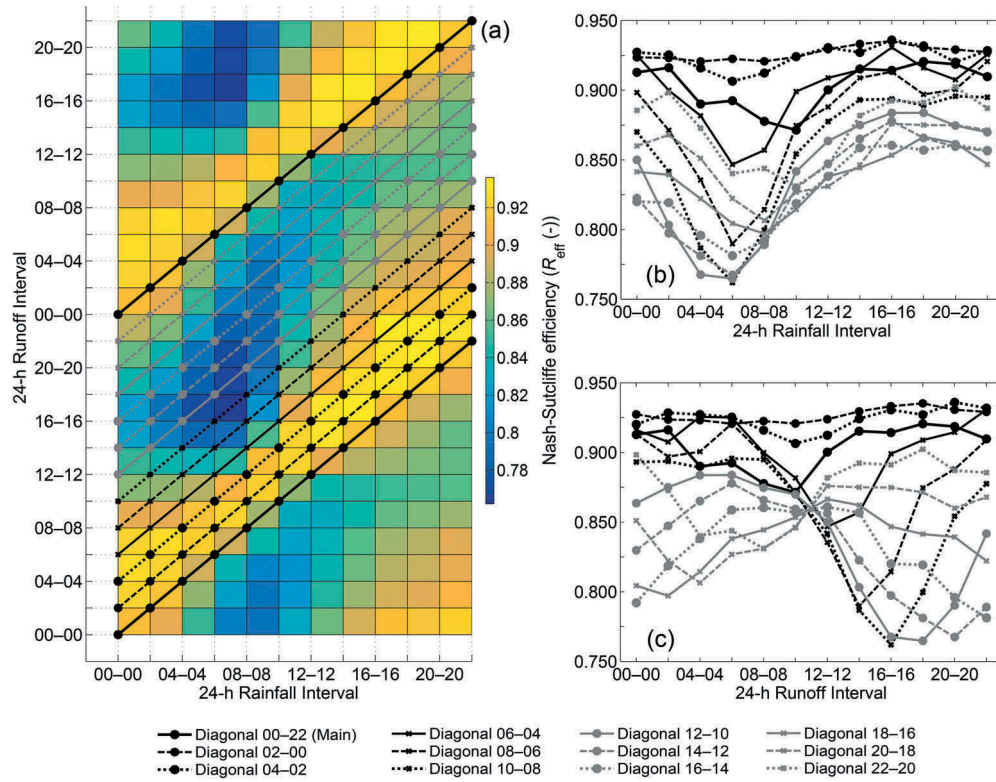 (a)
24-h Runoff Interval
20–20
16–16
12–12
08–08
04–04
00–00
20–20
16–16
12–12
08–08
04–04
00–00
00–00 04–04 08–08 12–12 16–16 20–20
24-h Rainfall Interval
0.92
0.9
0.88
0.86
0.84
0.82
0.8
0.78
Nash-Sutcliffe efficiency (Reff (-))
0.950
0.900
0.850
0.800
0.750
(b)
00–00 04–04 08–08 12–12 16–16 20–20
24-h Rainfall Interval
0.950
0.900
0.850
0.800
0.750
(c)
00–00 04–04 08–08 12–12 16–16 20–20
24-h Runoff Interval
Diagonal 00–22 (Main)
Diagonal 02–00
Diagonal 04–02
Diagonal 06–04
Diagonal 08–06
Diagonal 10–08
Diagonal 12–10
Diagonal 14–12
Diagonal 16–14
Diagonal 18–16
Diagonal 20–18
Diagonal 22–20